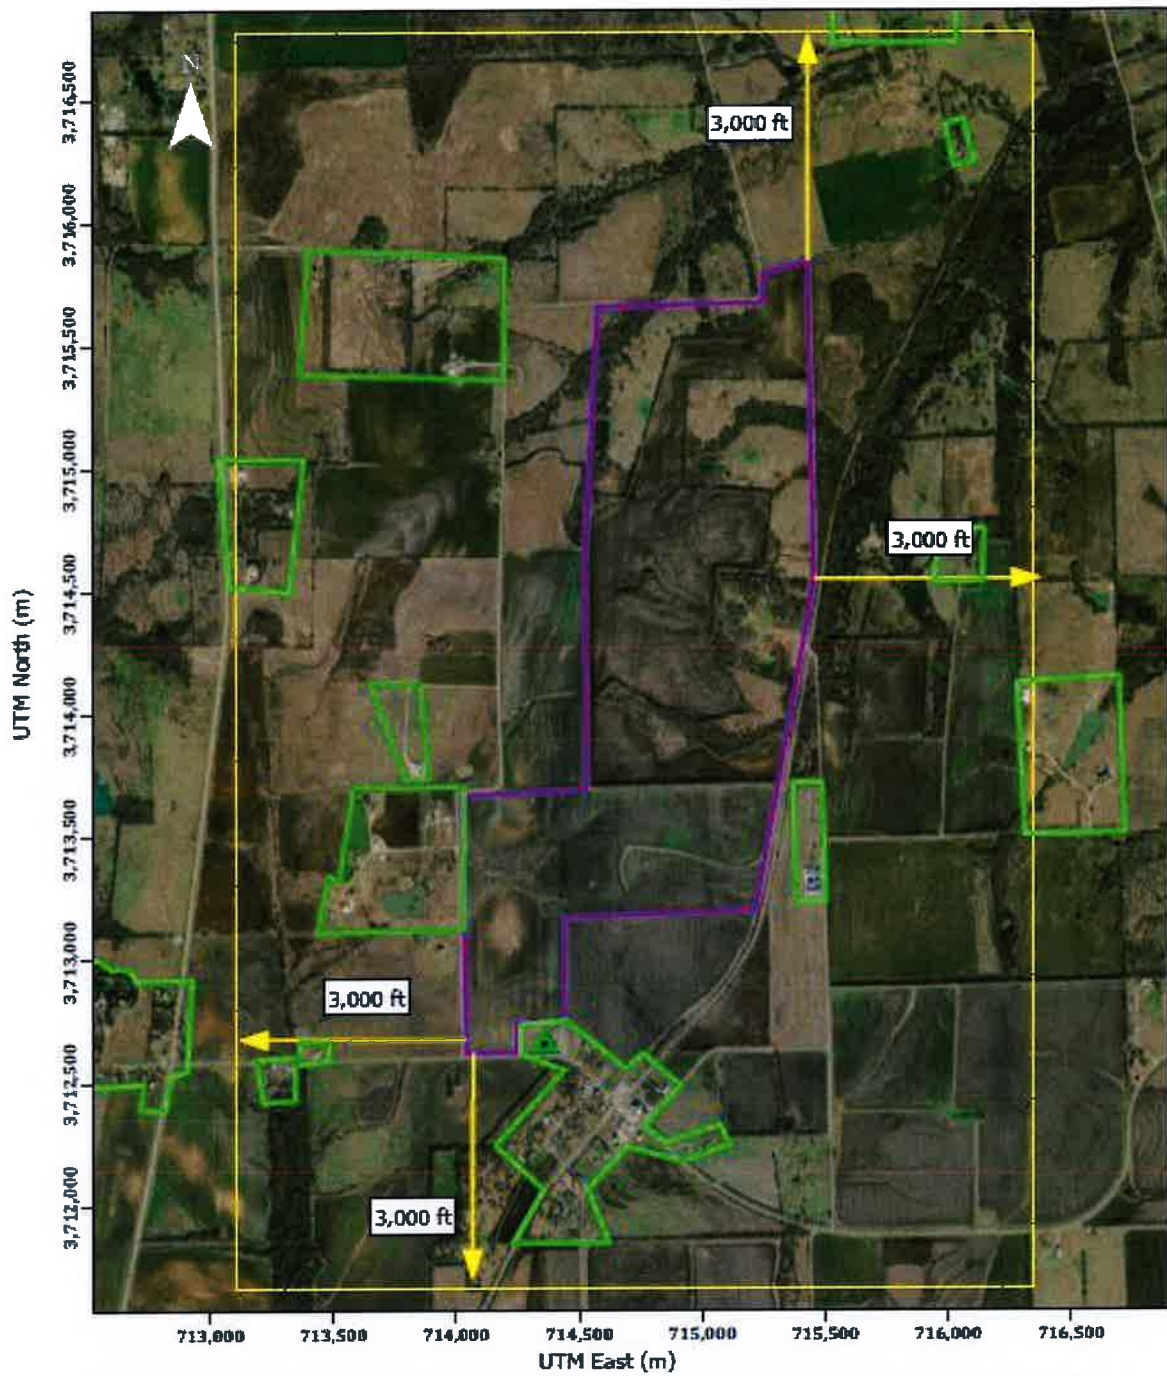 N
3,716,500
3,000 ft
3,716,000
3,715,500
3,715,000
3,000 ft
3,714,500
UTM North (m)
3,714,000
3,713,500
3,713,000
3,000 ft
3,712,500
3,712,000
3,000 ft
713,000 713,500 714,000 714,500 715,000 715,500 716,000 716,500
UTM East (m)